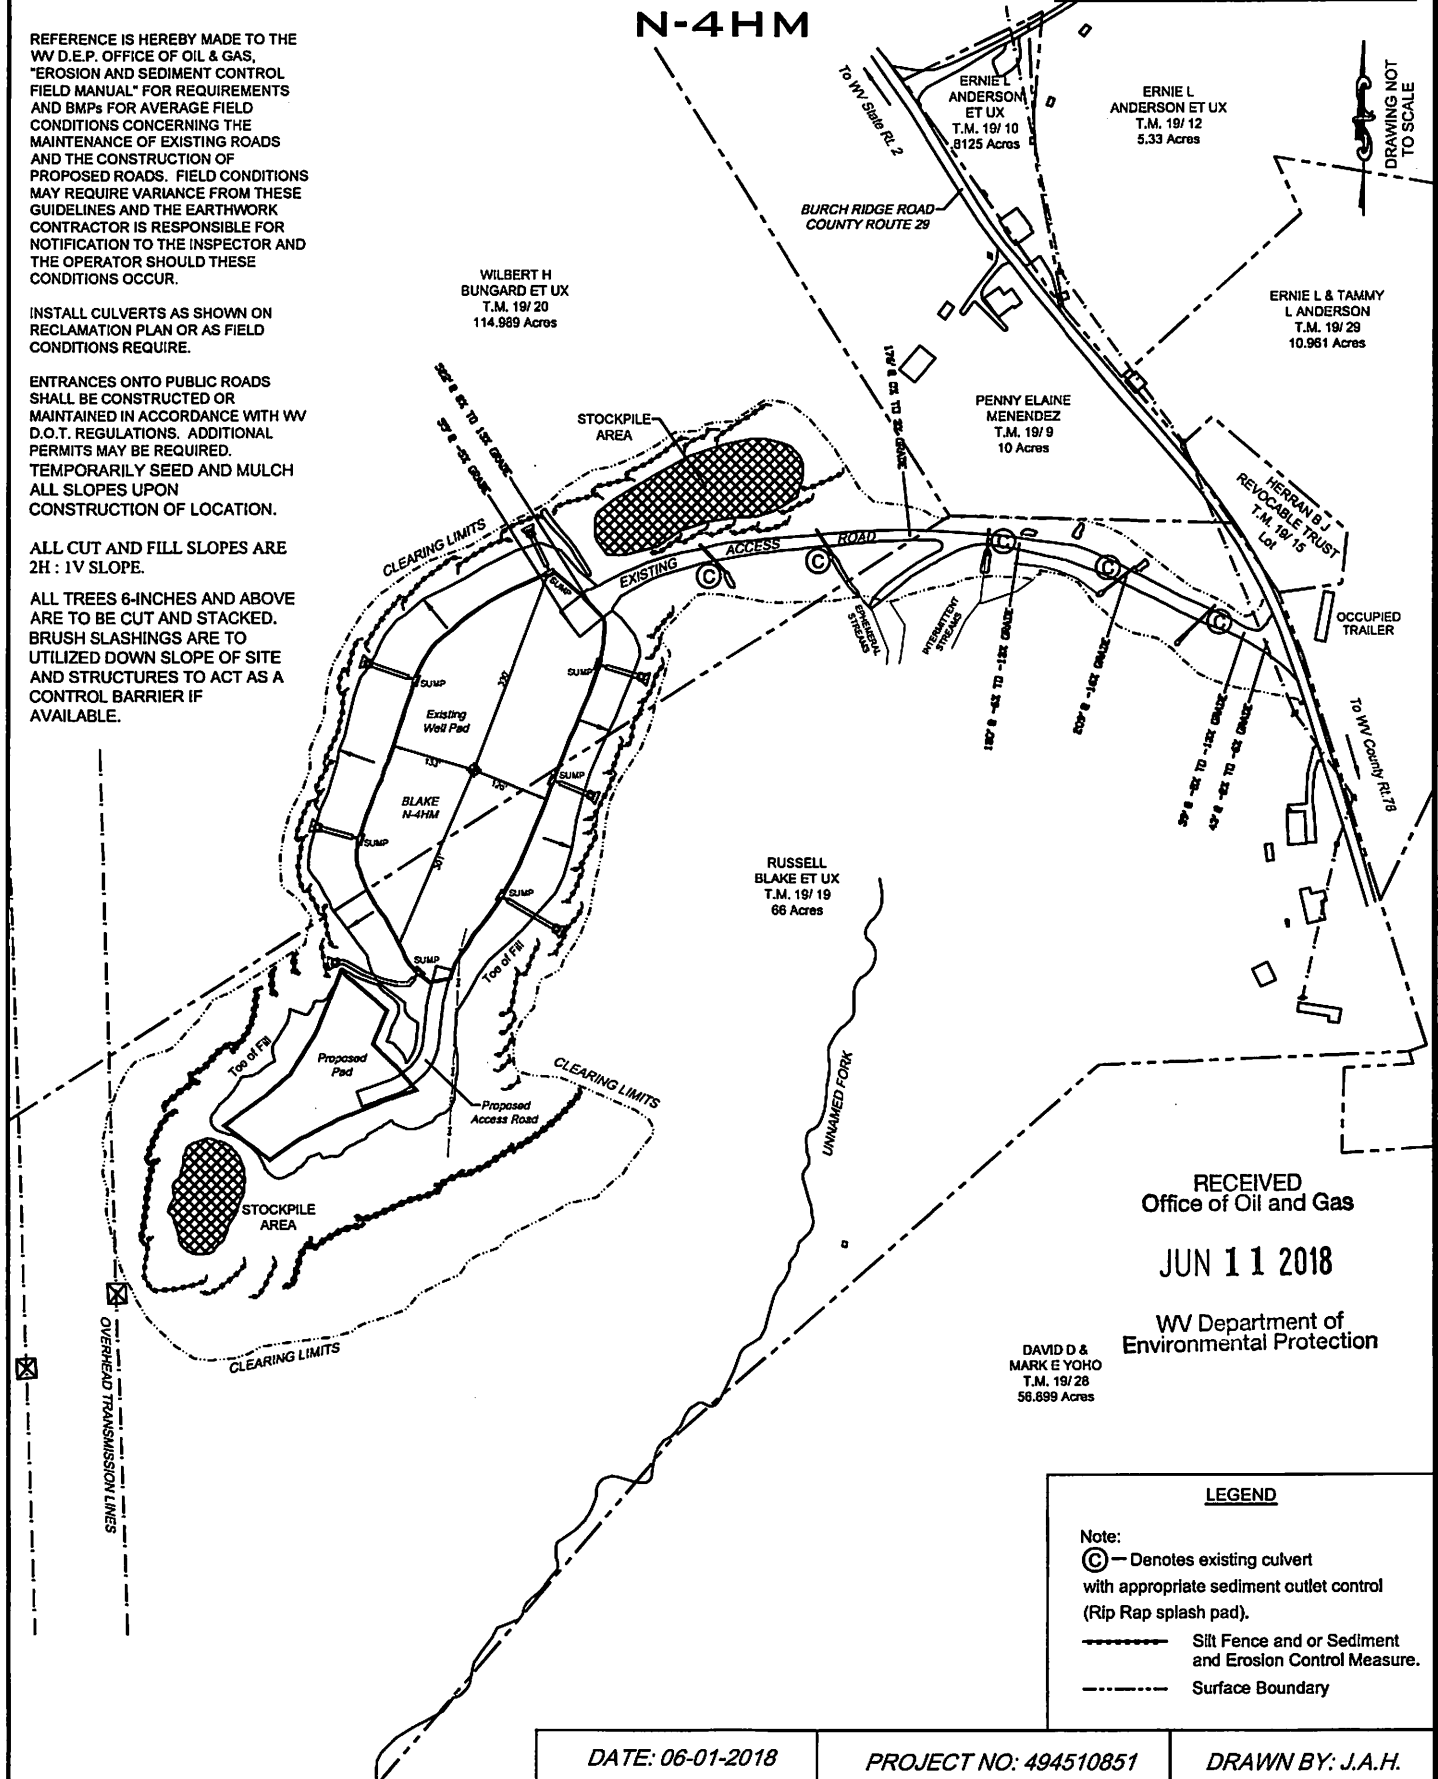 N-4HM
REFERENCE IS HEREBY MADE TO THE
WV D.E.P. OFFICE OF OIL & GAS,
"EROSION AND SEDIMENT CONTROL
FIELD MANUAL" FOR REQUIREMENTS
AND BMPs FOR AVERAGE FIELD
CONDITIONS CONCERNING THE
MAINTENANCE OF EXISTING ROADS
AND THE CONSTRUCTION OF
PROPOSED ROADS. FIELD CONDITIONS
MAY REQUIRE VARIANCE FROM THESE
GUIDELINES AND THE EARTHWORK
CONTRACTOR IS RESPONSIBLE FOR
NOTIFICATION TO THE INSPECTOR AND
THE OPERATOR SHOULD THESE
CONDITIONS OCCUR.
INSTALL CULVERTS AS SHOWN ON
RECLAMATION PLAN OR AS FIELD
CONDITIONS REQUIRE.
ENTRANCES ONTO PUBLIC ROADS
SHALL BE CONSTRUCTED OR
MAINTAINED IN ACCORDANCE WITH WV
D.O.T. REGULATIONS. ADDITIONAL
PERMITS MAY BE REQUIRED.
TEMPORARILY SEED AND MULCH
ALL SLOPES UPON
CONSTRUCTION OF LOCATION.
ALL CUT AND FILL SLOPES ARE
2H : 1V SLOPE.
ALL TREES 6-INCHES AND ABOVE
ARE TO BE CUT AND STACKED.
BRUSH SLASHINGS ARE TO
UTILIZED DOWN SLOPE OF SITE
AND STRUCTURES TO ACT AS A
CONTROL BARRIER IF
AVAILABLE.
To WV State Rt. 2
ERNIE L
ANDERSON
ET UX
T.M. 19/ 10
.8125 Acres
ERNIE L
ANDERSON ET UX
T.M. 19/ 12
5.33 Acres
DRAWING NOT
TO SCALE
BURCH RIDGE ROAD
COUNTY ROUTE 29
WILBERT H
BUNGARD ET UX
T.M. 19/ 20
114.989 Acres
ERNIE L & TAMMY
L ANDERSON
T.M. 19/ 29
10.961 Acres
PENNY ELAINE
MENENDEZ
T.M. 19/ 9
10 Acres
STOCKPILE
AREA
HERRAN B J
REVOCABLE TRUST
T.M. 19/ 15
Lot
CLEARING LIMITS
EXISTING
ACCESS
ROAD
C
C
C
C
C
EPHEMERAL
STREAMS
INTERMITTENT
STREAMS
OCCUPIED
TRAILER
To WV County Rt.78
SUMP
SUMP
SUMP
SUMP
SUMP
SUMP
SUMP
Existing
Well Pad
133'
BLAKE
N-4HM
Toe of Fill
RUSSELL
BLAKE ET UX
T.M. 19/ 19
66 Acres
UNNAMED FORK
Toe of Fill
Proposed
Pad
Proposed
Access Road
CLEARING LIMITS
STOCKPILE
AREA
CLEARING LIMITS
OVERHEAD TRANSMISSION LINES
RECEIVED
Office of Oil and Gas
JUN 11 2018
WV Department of
Environmental Protection
DAVID D &
MARK E YOHO
T.M. 19/ 28
56.899 Acres
LEGEND
Note:
C — Denotes existing culvert
with appropriate sediment outlet control
(Rip Rap splash pad).
Silt Fence and or Sediment
and Erosion Control Measure.
Surface Boundary
DATE: 06-01-2018
PROJECT NO: 494510851
DRAWN BY: J.A.H.